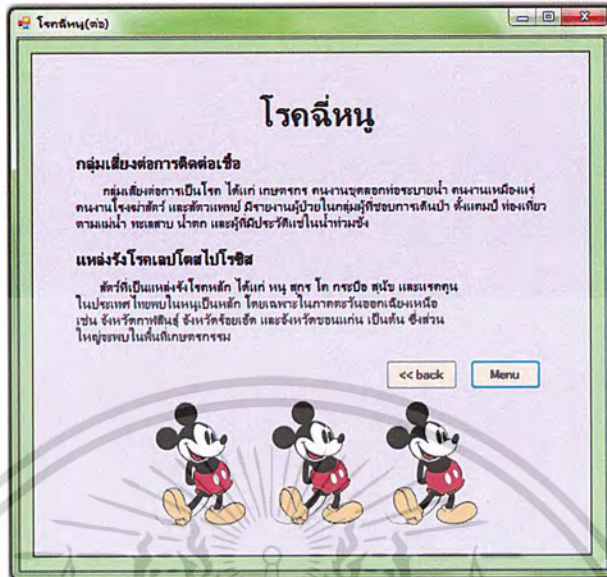 โรคฉี่หนู(ต่อ)
โรคฉี่หนู
กลุ่มเสี่ยงต่อการติดต่อเชื้อ
กลุ่มเสี่ยงต่อการเป็นโรค ได้แก่ เกษตรกร คนงานขุดลอกท่อระบายน้ำ คนงานเหมืองแร่
คนงานโรงฆ่าสัตว์ และสัตวแพทย์ มีรายงานผู้ป่วยในกลุ่มผู้ที่ชอบการเดินป่า ตั้งแคมป์ ท่องเที่ยว
ตามแม่น้ำ ทะเลสาบ น้ำตก และผู้ที่มีประวัติแช่ในน้ำท่วมขัง
แหล่งรังโรคเลปโตสไปโรซิส
สัตว์ที่เป็นแหล่งรังโรคหลัก ได้แก่ หนู สุกร โค กระบือ สุนัข และแรคคูน
ในประเทศไทยพบในหนูเป็นหลัก โดยเฉพาะในภาคตะวันออกเฉียงเหนือ
เช่น จังหวัดกาฬสินธุ์ จังหวัดร้อยเอ็ด และจังหวัดขอนแก่น เป็นต้น ซึ่งส่วน
ใหญ่จะพบในพื้นที่เกษตรกรรม
<< back
Menu